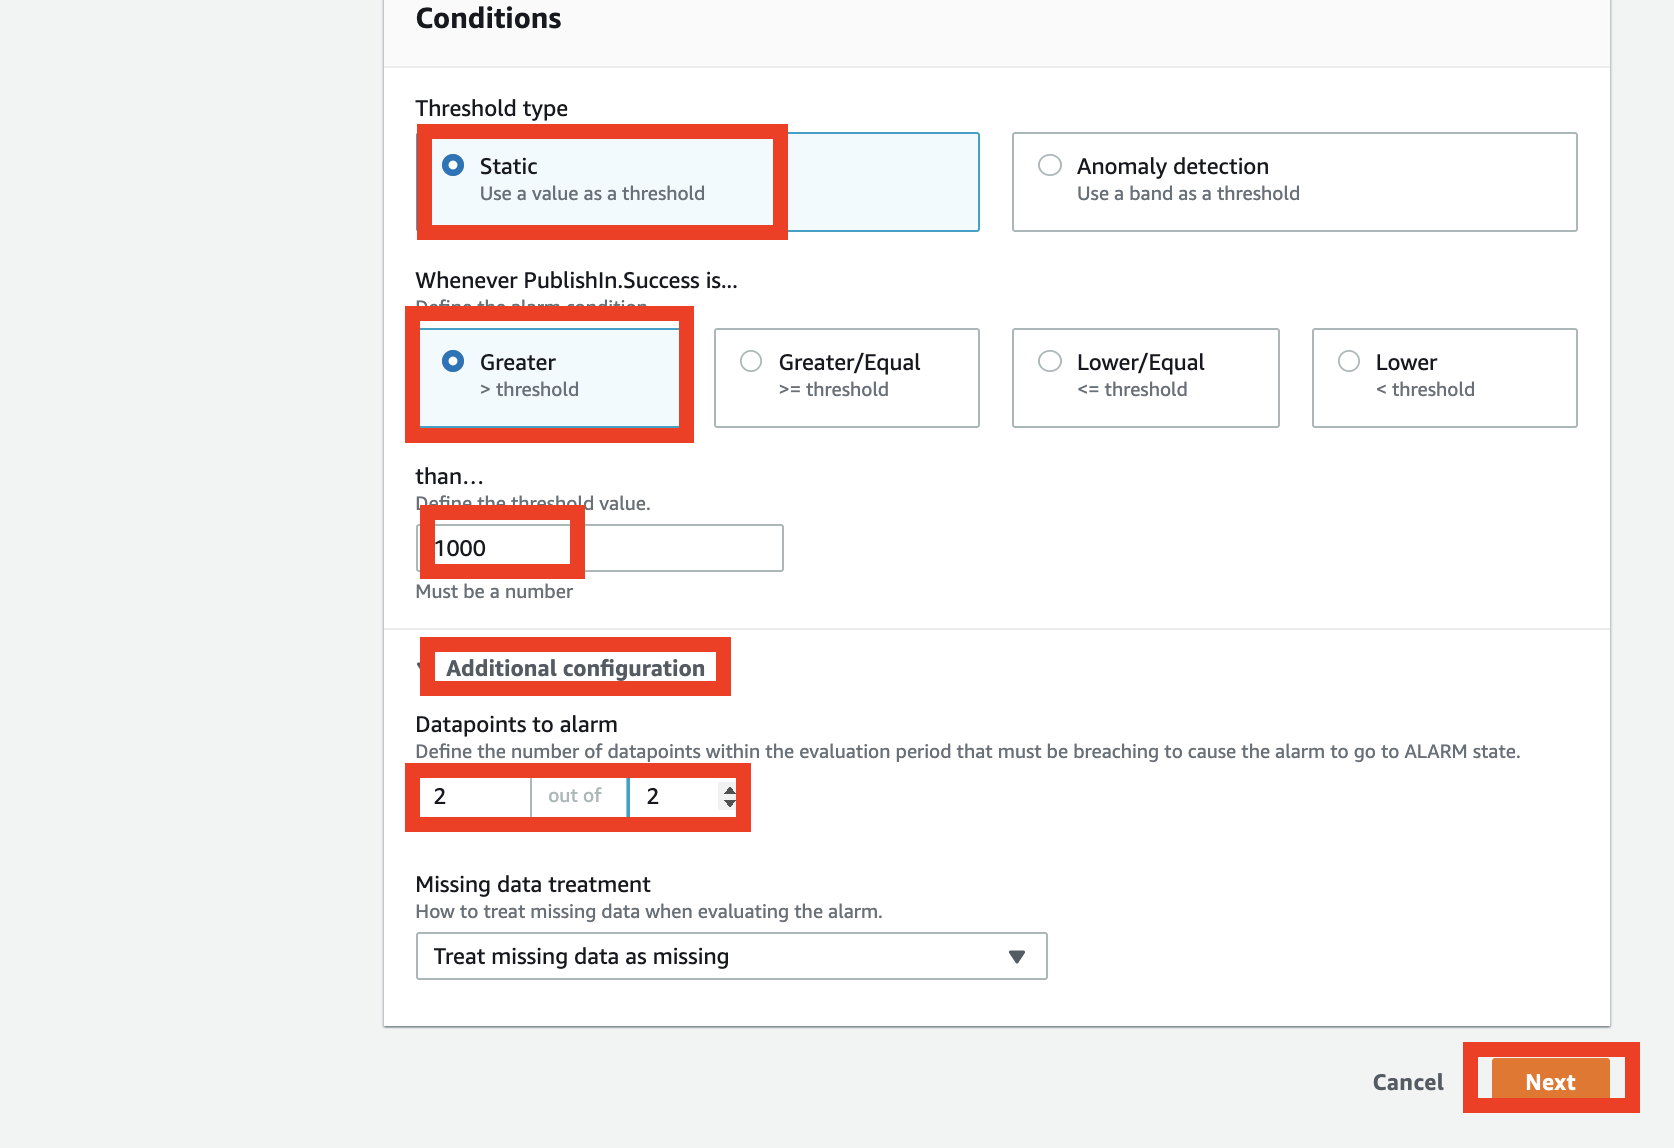 Conditions
Threshold type
Static
Use a value as a threshold
Anomaly detection
Use a band as a threshold
Whenever PublishIn.Success is...
Define the alarm condition
Greater
> threshold
Greater/Equal
>= threshold
Lower/Equal
<= threshold
Lower
< threshold
than...
Define the threshold value.
1000
Must be a number
Additional configuration
Datapoints to alarm
Define the number of datapoints within the evaluation period that must be breaching to cause the alarm to go to ALARM state.
2 out of 2
Missing data treatment
How to treat missing data when evaluating the alarm.
Treat missing data as missing
Cancel Next